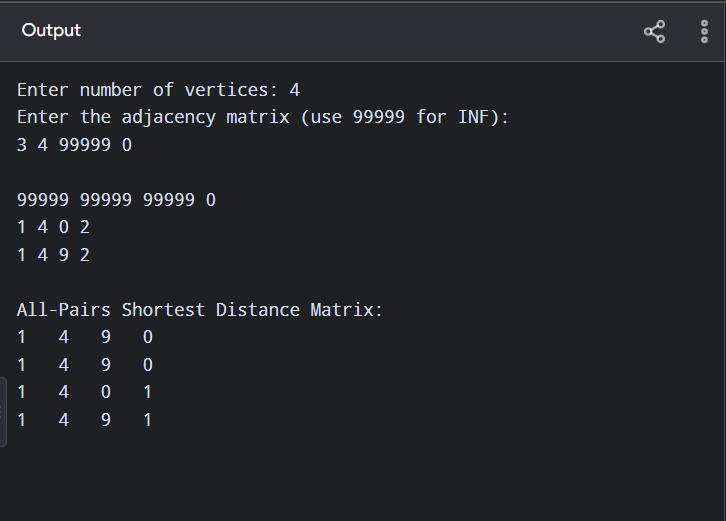 Output
Enter number of vertices: 4
Enter the adjacency matrix (use 99999 for INF):
3 4 99999 0
99999 99999 99999 0
1 4 0 2
1 4 9 2
All-Pairs Shortest Distance Matrix:
1 4 9 0
1 4 9 0
1 4 0 1
1 4 9 1